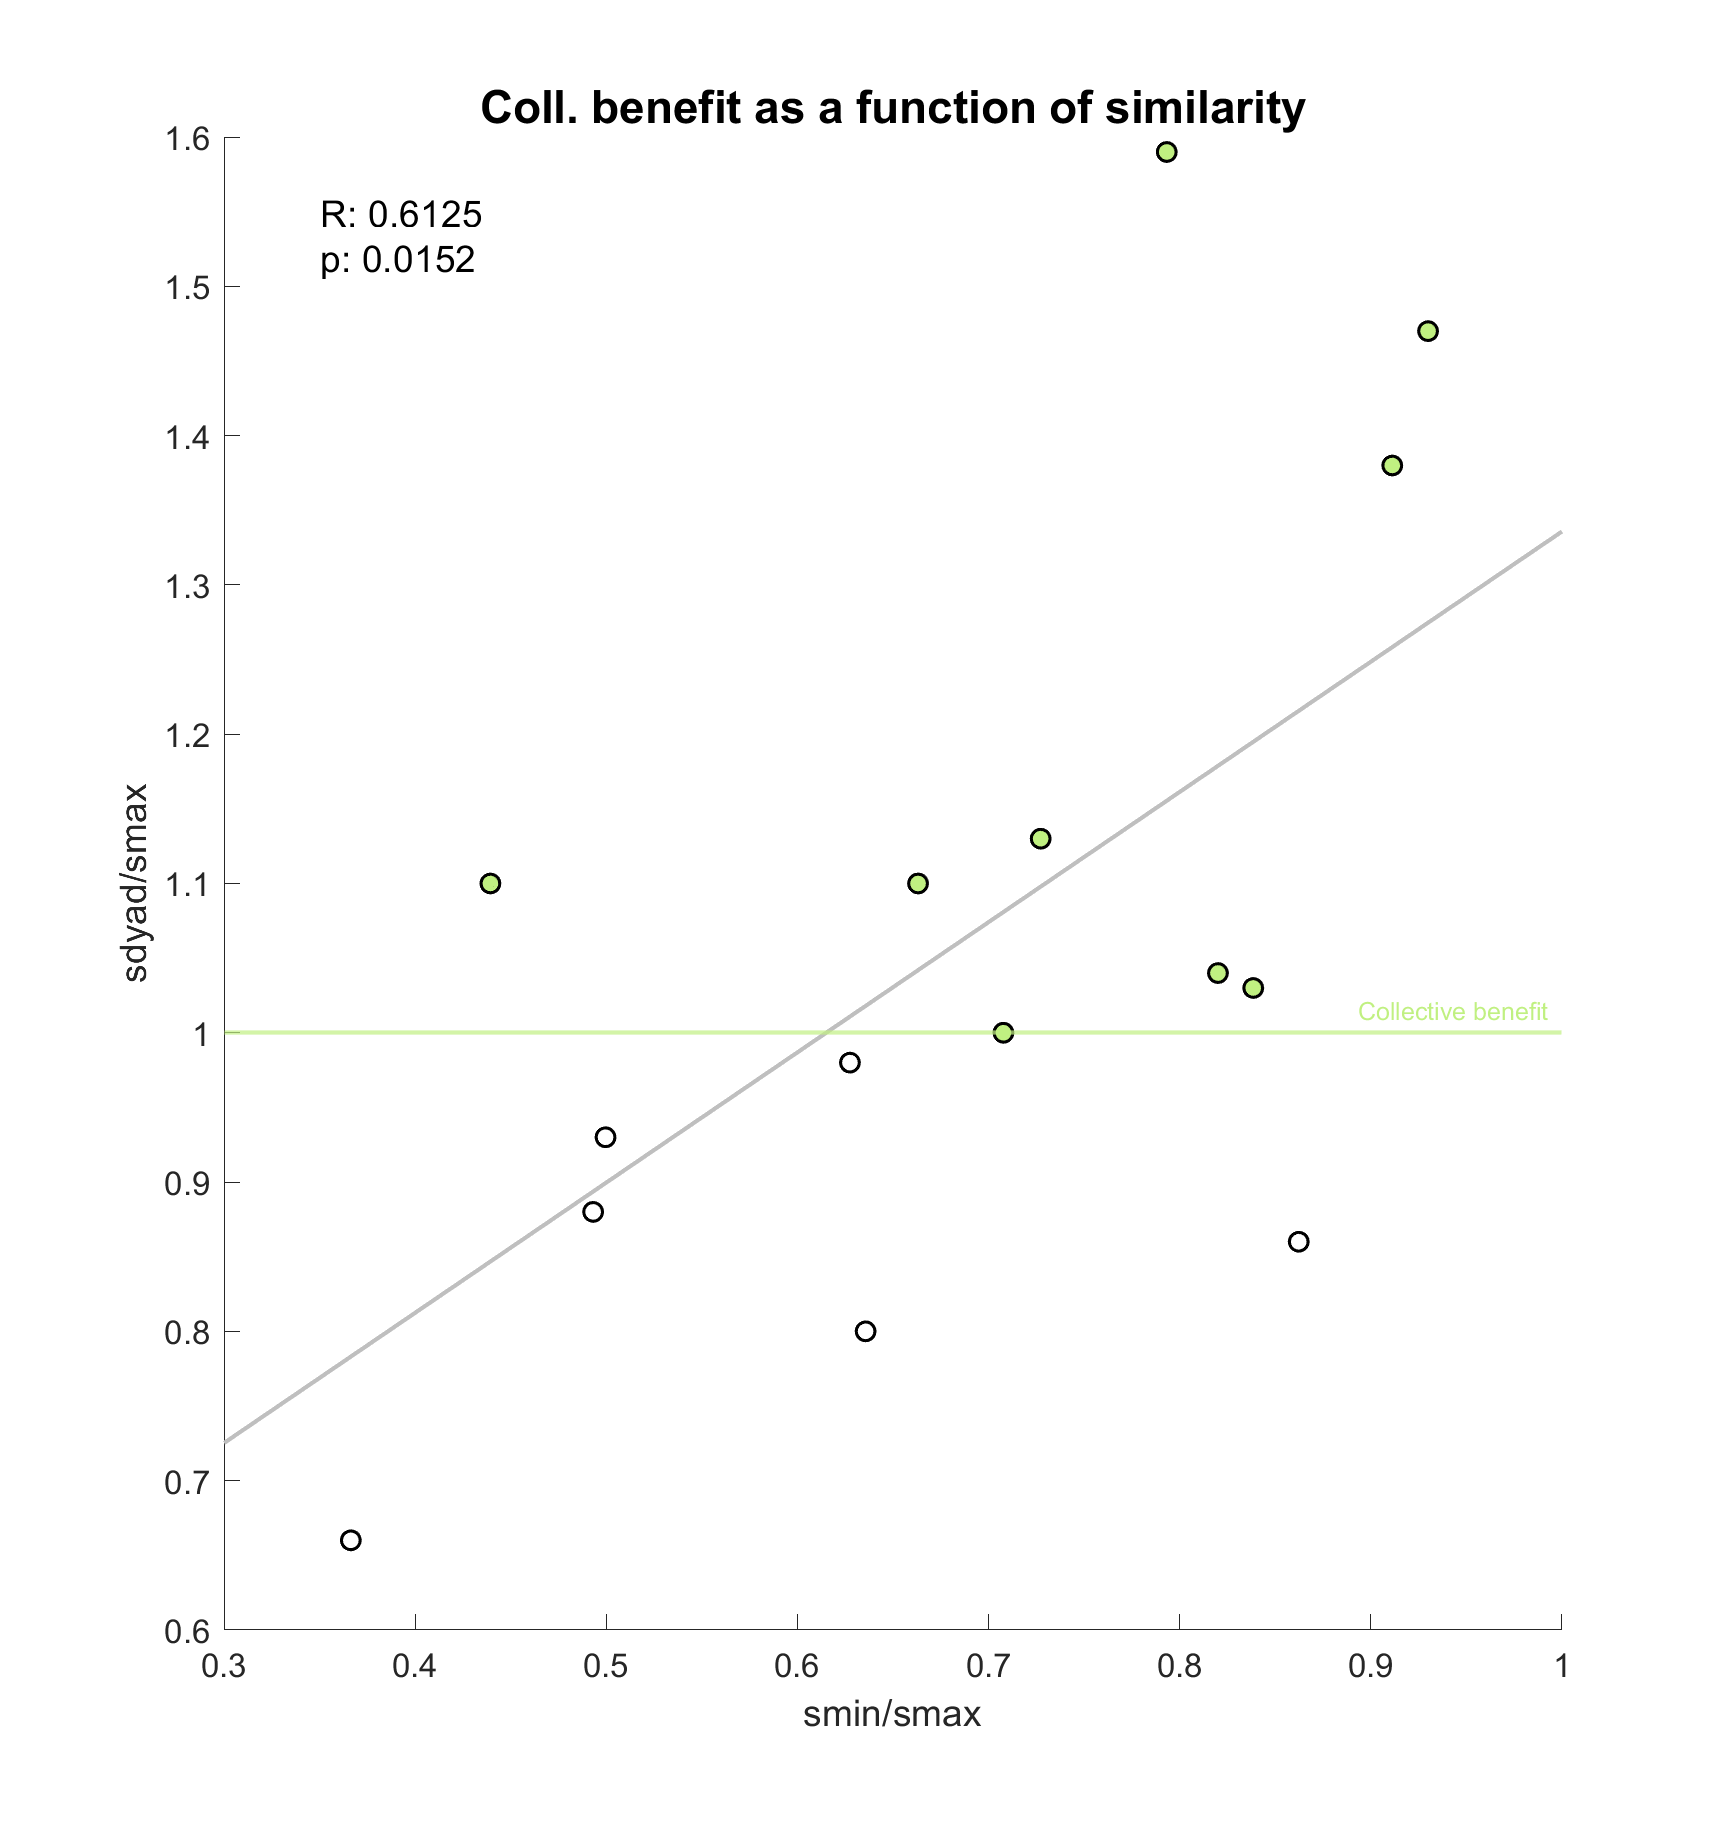 Coll. benefit as a function of similarity
R: 0.6125
p: 0.0152
1.6
1.5
1.4
1.3
1.2
1.1
1
0.9
0.8
0.7
0.6
sdyad/smax
Collective benefit
0.3 0.4 0.5 0.6 0.7 0.8 0.9 1
smin/smax